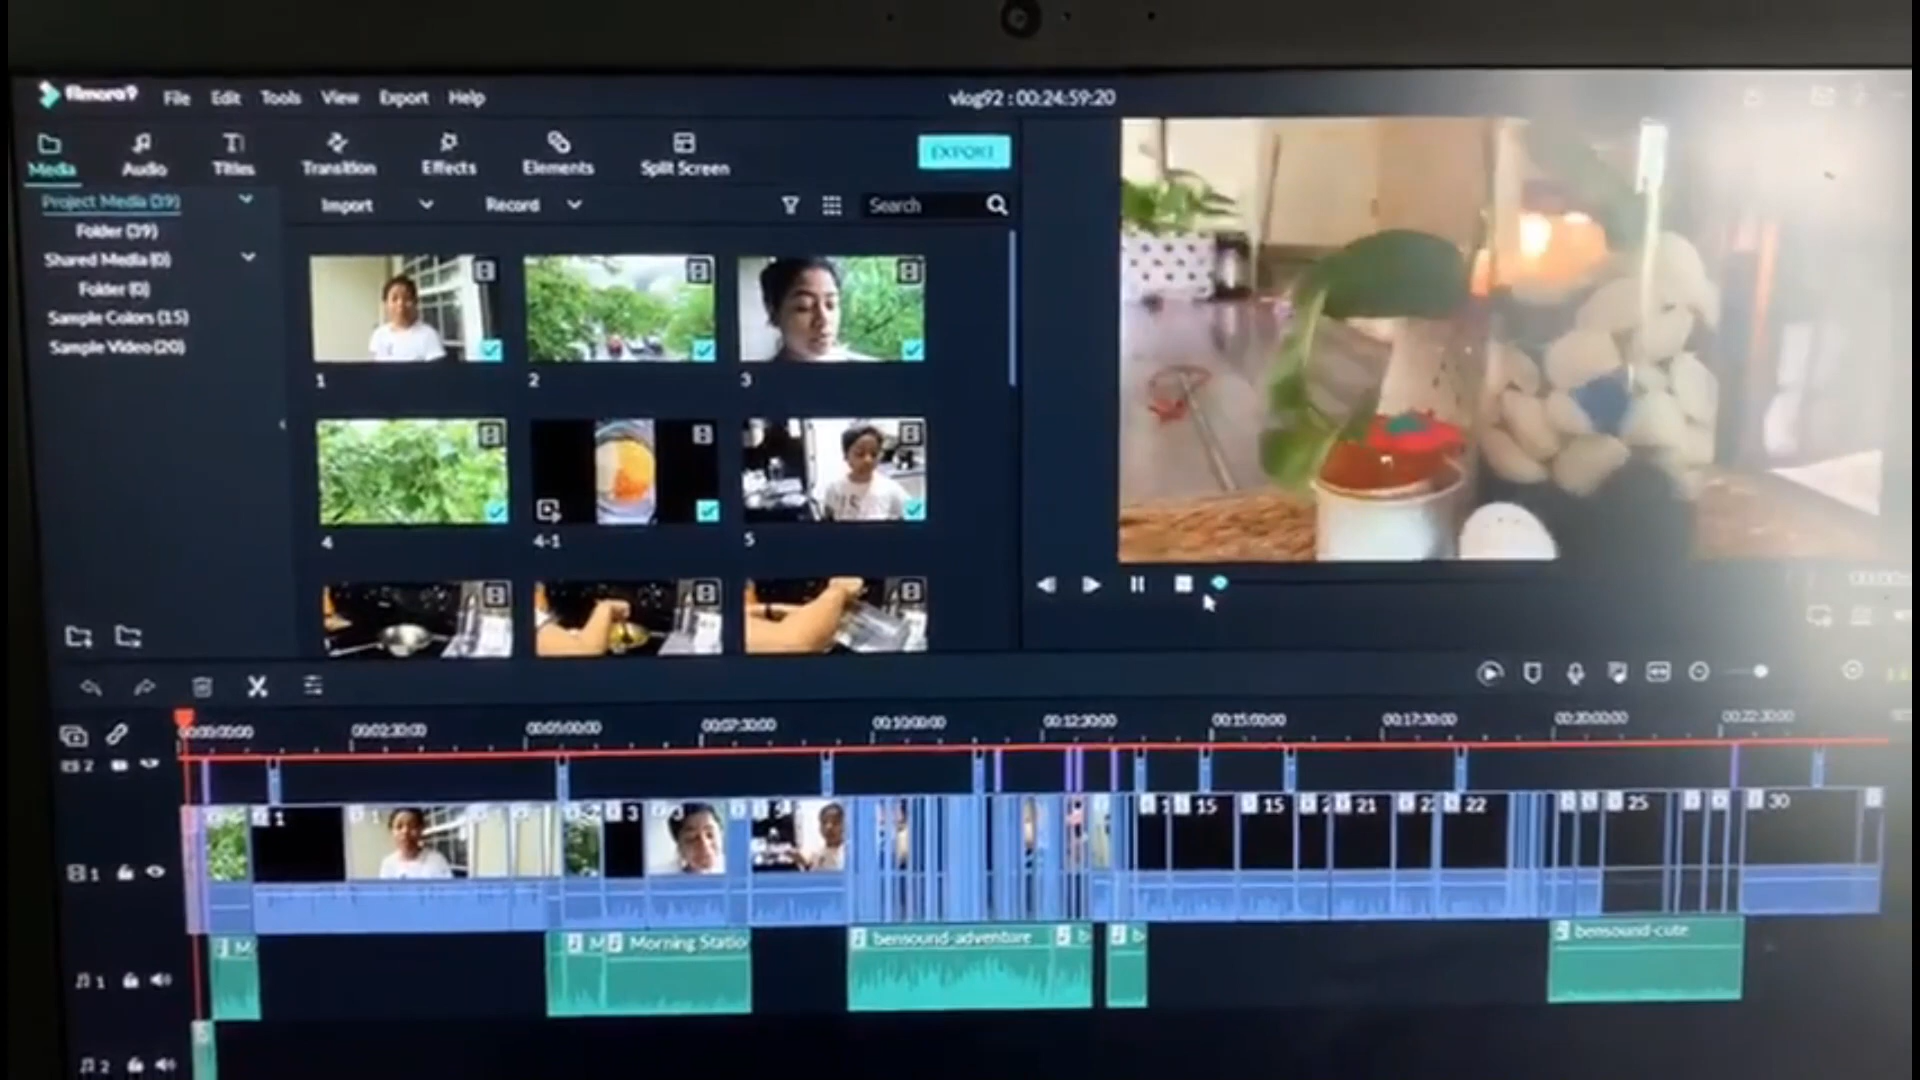 filmora9 File Edit Tools View Export Help vlog92 : 00:24:59:20
Media Audio Titles Transition Effects Elements Split Screen EXPORT
Project Media (39) Import Record Search
Folder (39)
Shared Media (0)
Folder (0)
Sample Colors (15)
Sample Video (20)
1 2 3
4 4-1 5
00:00:00:00 00:02:30:00 00:05:00:00 00:07:30:00 00:10:00:00 00:12:30:00 00:15:00:00 00:17:30:00 00:20:00:00 00:22:30:00
2
1 3 15 15 21 22 25 30
1
M M Morning Statio bensound-adventure b b bensound-cute
1
2